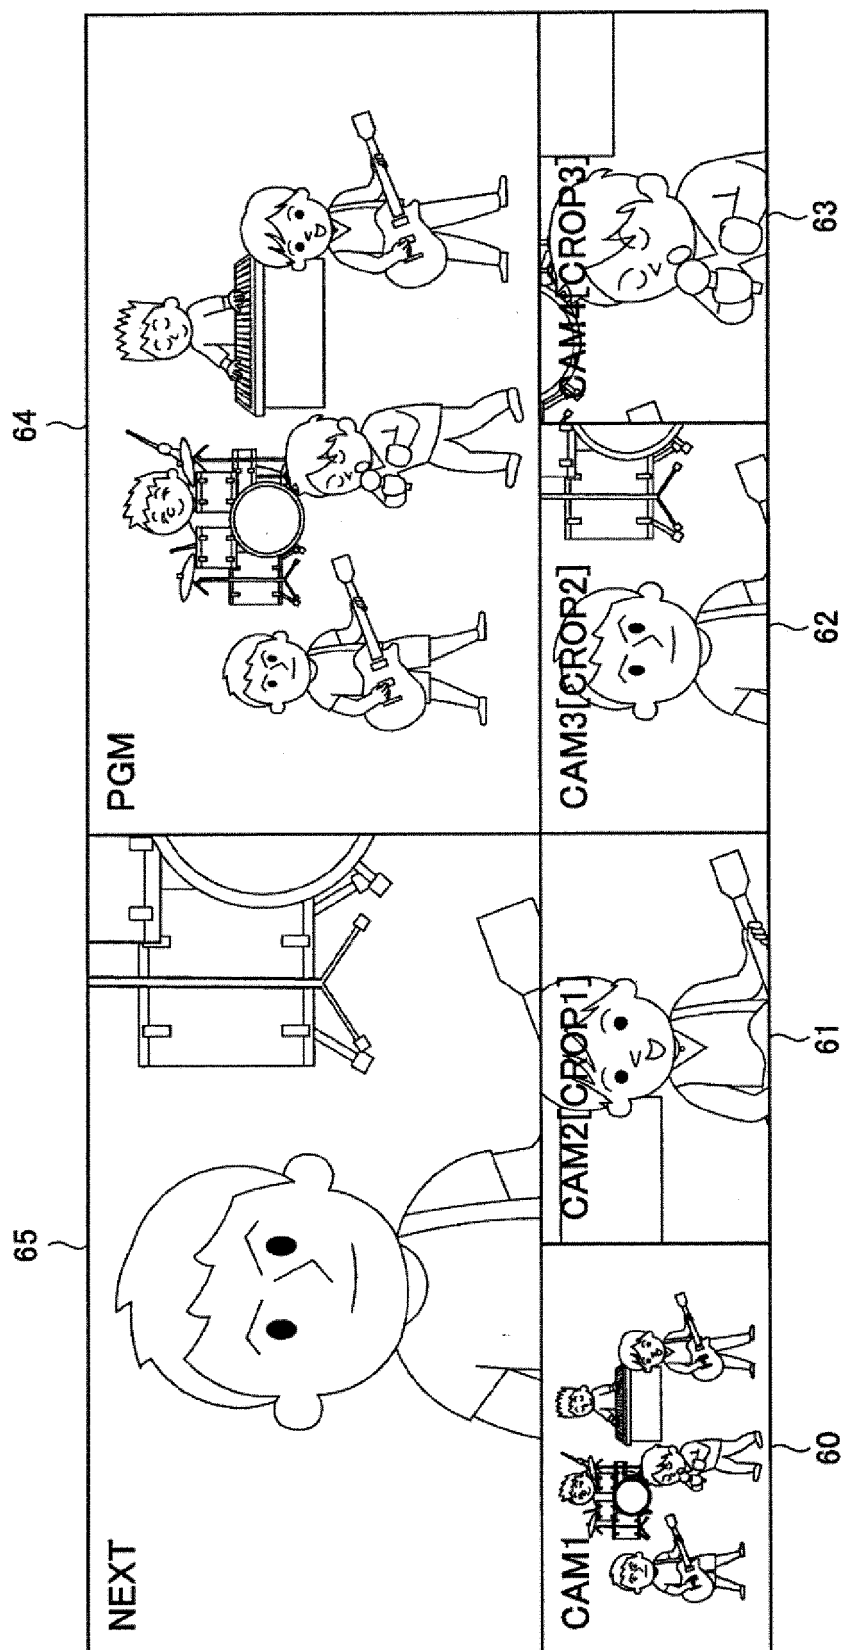 65
64
NEXT
PGM
CAM1
CAM2[CROP1]
CAM3[CROP2]
CAM4[CROP3]
60
61
62
63